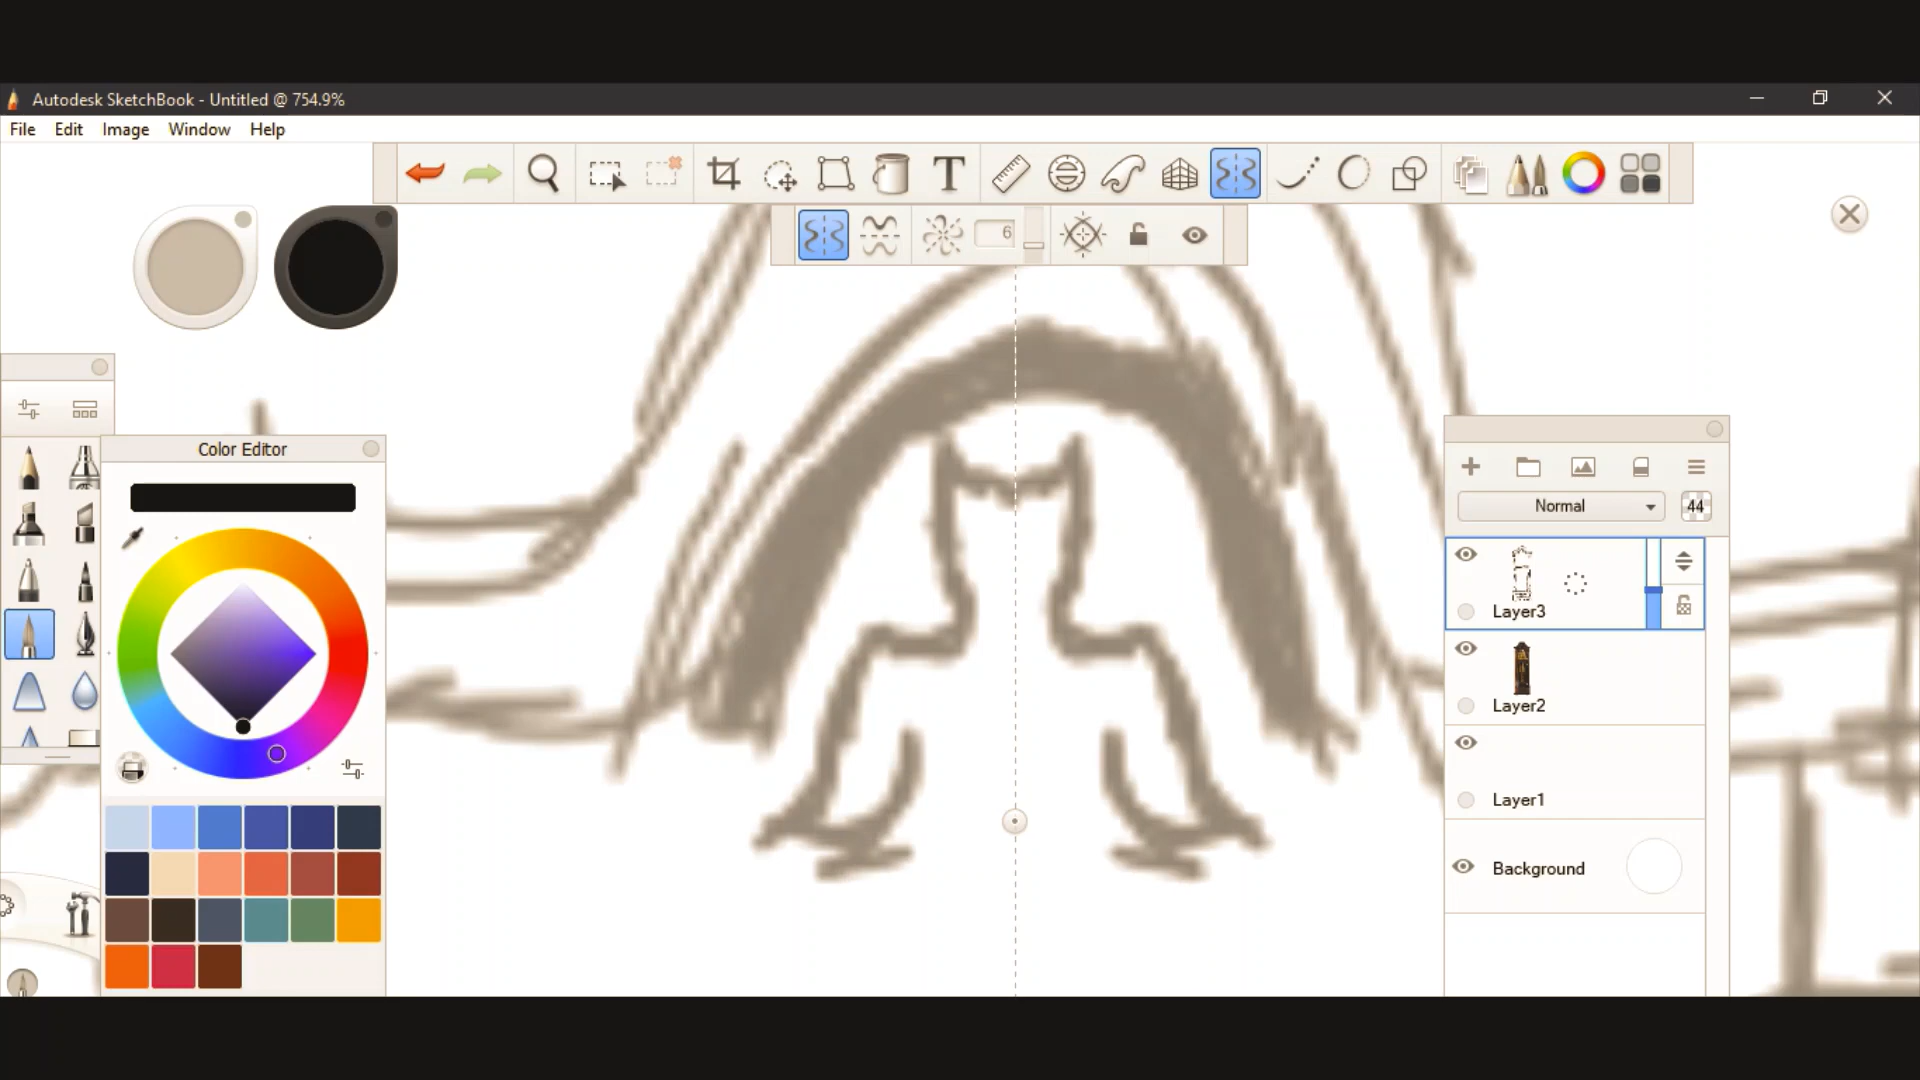 Autodesk SketchBook - Untitled @ 754.9%
File Edit Image Window Help
T
6
Color Editor
Normal 44
Layer3
Layer2
Layer1
Background